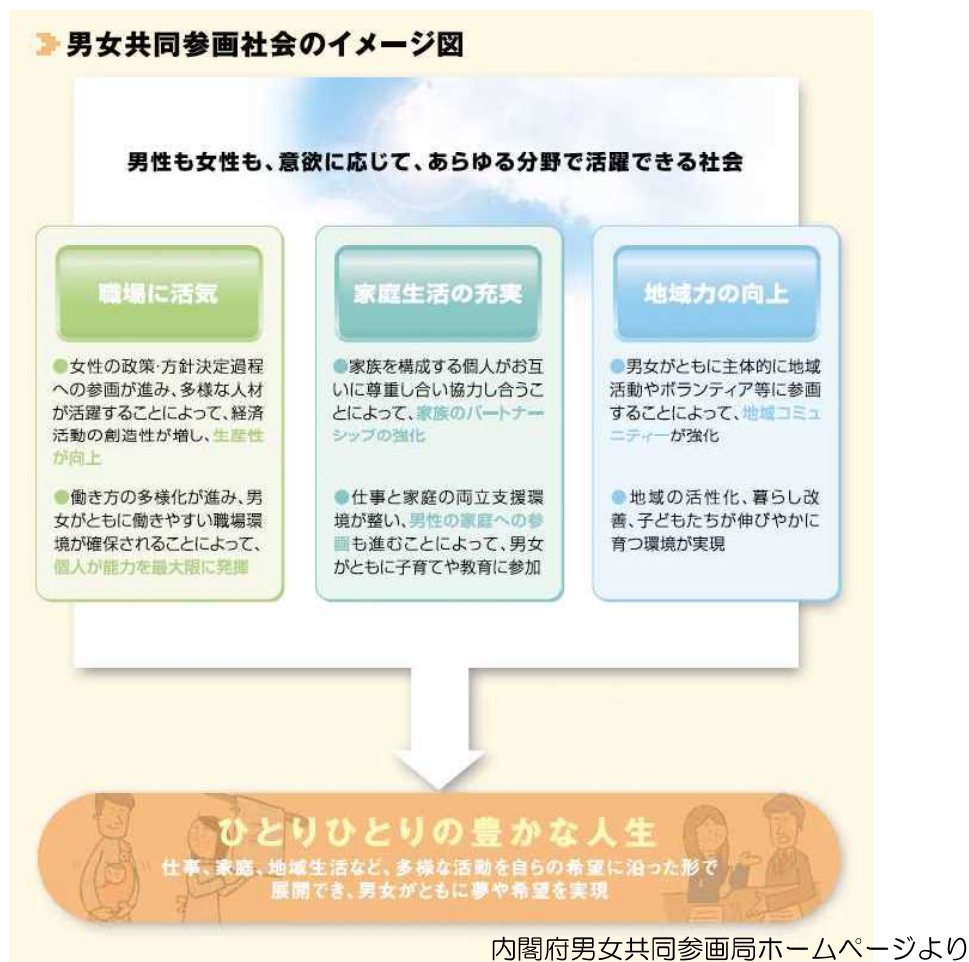 男女共同参画社会のイメージ図
男性も女性も、意欲に応じて、あらゆる分野で活躍できる社会
職場に活気
●女性の政策・方針決定過程
への参画が進み、多様な人材
が活躍することによって、経済
活動の創造性が増し、生産性
が向上
●働き方の多様化が進み、男
女がともに働きやすい職場環
境が確保されることによって、
個人が能力を最大限に発揮
家庭生活の充実
●家族を構成する個人がお互
いに尊重し合い協力し合うこ
とによって、家族のパートナー
シップの強化
●仕事と家庭の両立支援環
境が整い、男性の家庭への参
画も進むことによって、男女
がともに子育てや教育に参加
地域力の向上
●男女がともに主体的に地域
活動やボランティア等に参画
することによって、地域コミュ
ニティーが強化
●地域の活性化、暮らし改
善、子どもたちが伸びやかに
育つ環境が実現
ひとりひとりの豊かな人生
仕事、家庭、地域生活など、多様な活動を自らの希望に沿った形で
展開でき、男女がともに夢や希望を実現
内閣府男女共同参画局ホームページより